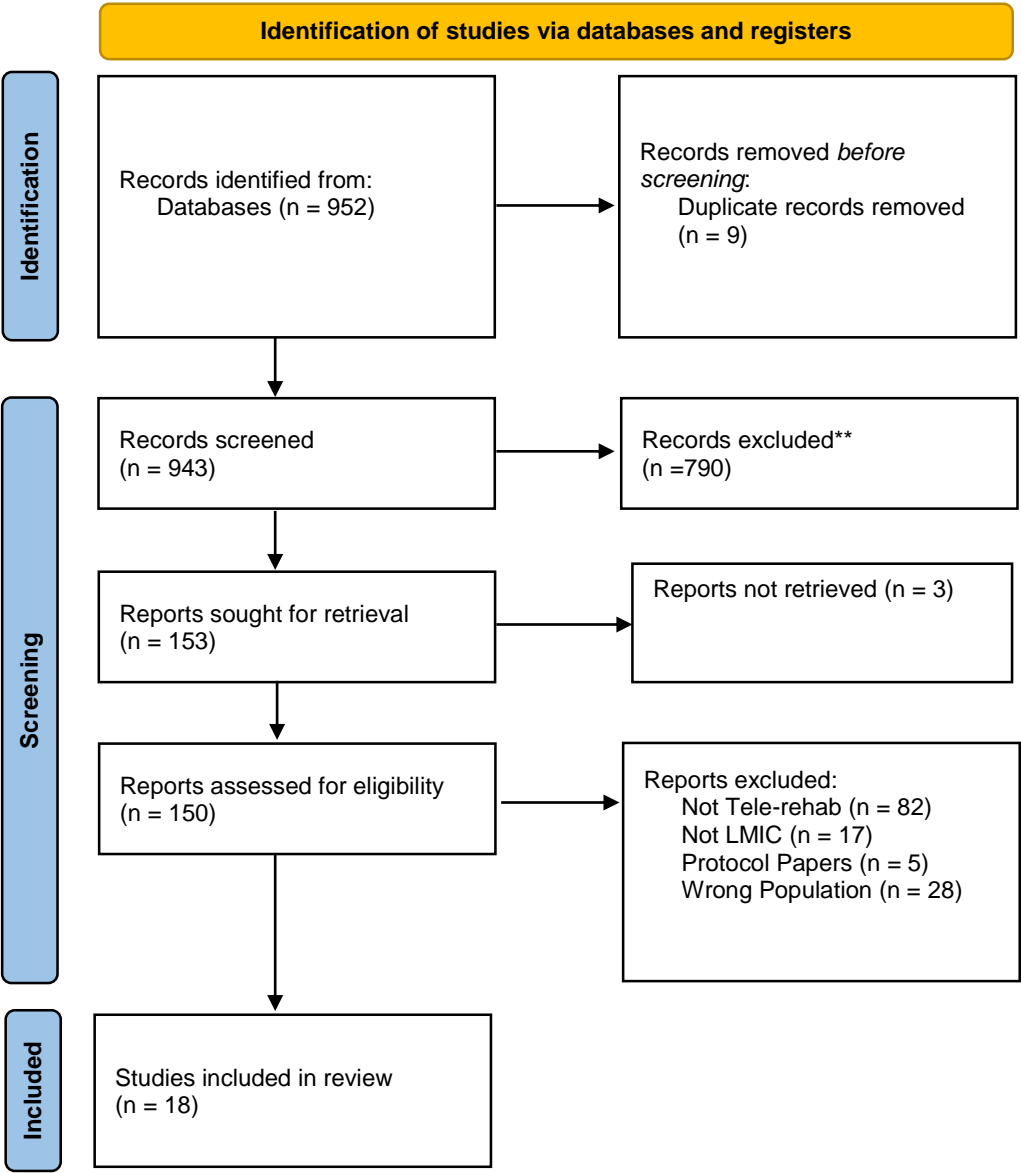 Identification of studies via databases and registers
Identification
Records identified from:
Databases (n = 952)
Records removed before
screening:
Duplicate records removed
(n = 9)
Screening
Records screened
(n = 943)
Records excluded**
(n =790)
Reports sought for retrieval
(n = 153)
Reports not retrieved (n = 3)
Reports assessed for eligibility
(n = 150)
Reports excluded:
Not Tele-rehab (n = 82)
Not LMIC (n = 17)
Protocol Papers (n = 5)
Wrong Population (n = 28)
Included
Studies included in review
(n = 18)